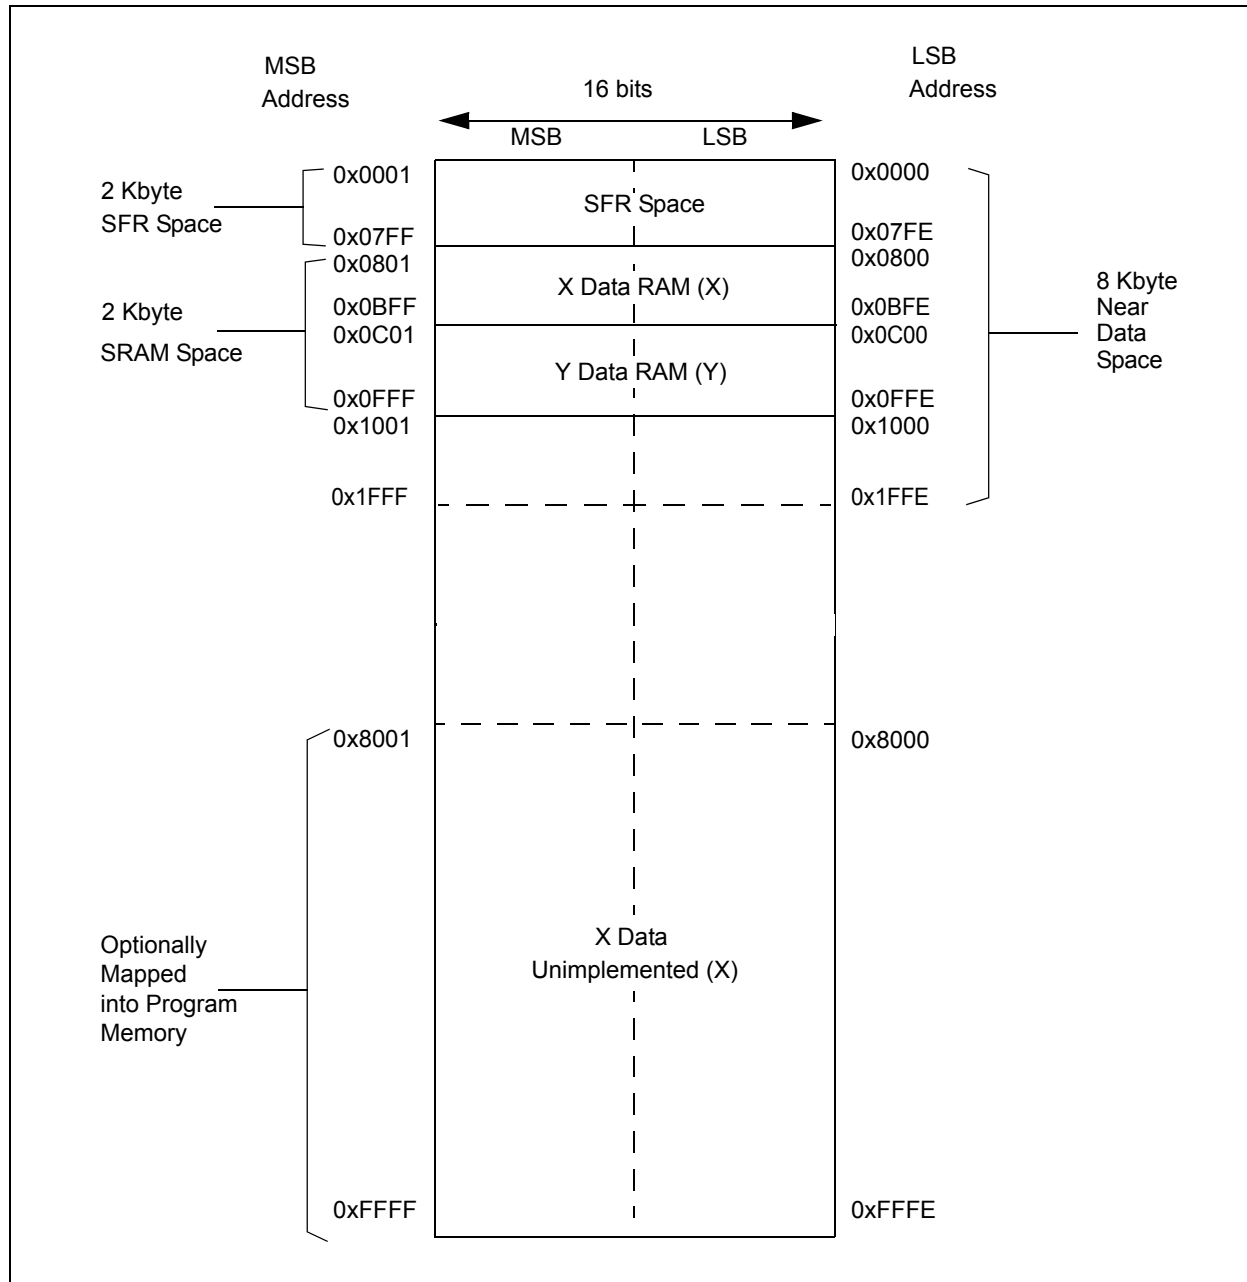 MSB
Address
LSB
Address
16 bits
MSB
LSB
2 Kbyte
SFR Space
0x0001
SFR Space
0x0000
0x07FF
0x07FE
0x0801
0x0800
2 Kbyte
SRAM Space
X Data RAM (X)
0x0BFF
0x0BFE
0x0C01
0x0C00
8 Kbyte
Near
Data
Space
Y Data RAM (Y)
0x0FFF
0x0FFE
0x1001
0x1000
0x1FFF
0x1FFE
0x8001
0x8000
Optionally
Mapped
into Program
Memory
X Data
Unimplemented (X)
0xFFFF
0xFFFE